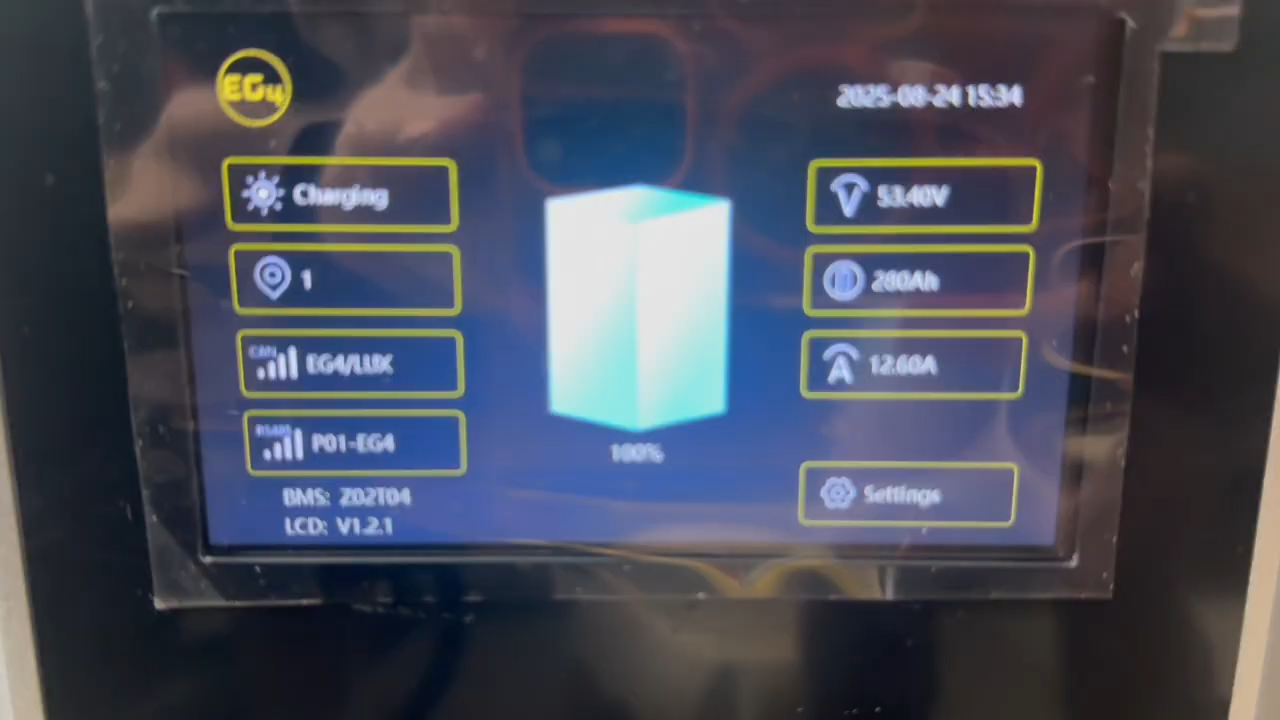 EG4
2025-08-24 15:34
Charging
53.40V
1
280Ah
CAN
EG4/LUX
12.60A
RS485
P01-EG4
100%
Settings
BMS: Z02T04
LCD: V1.2.1